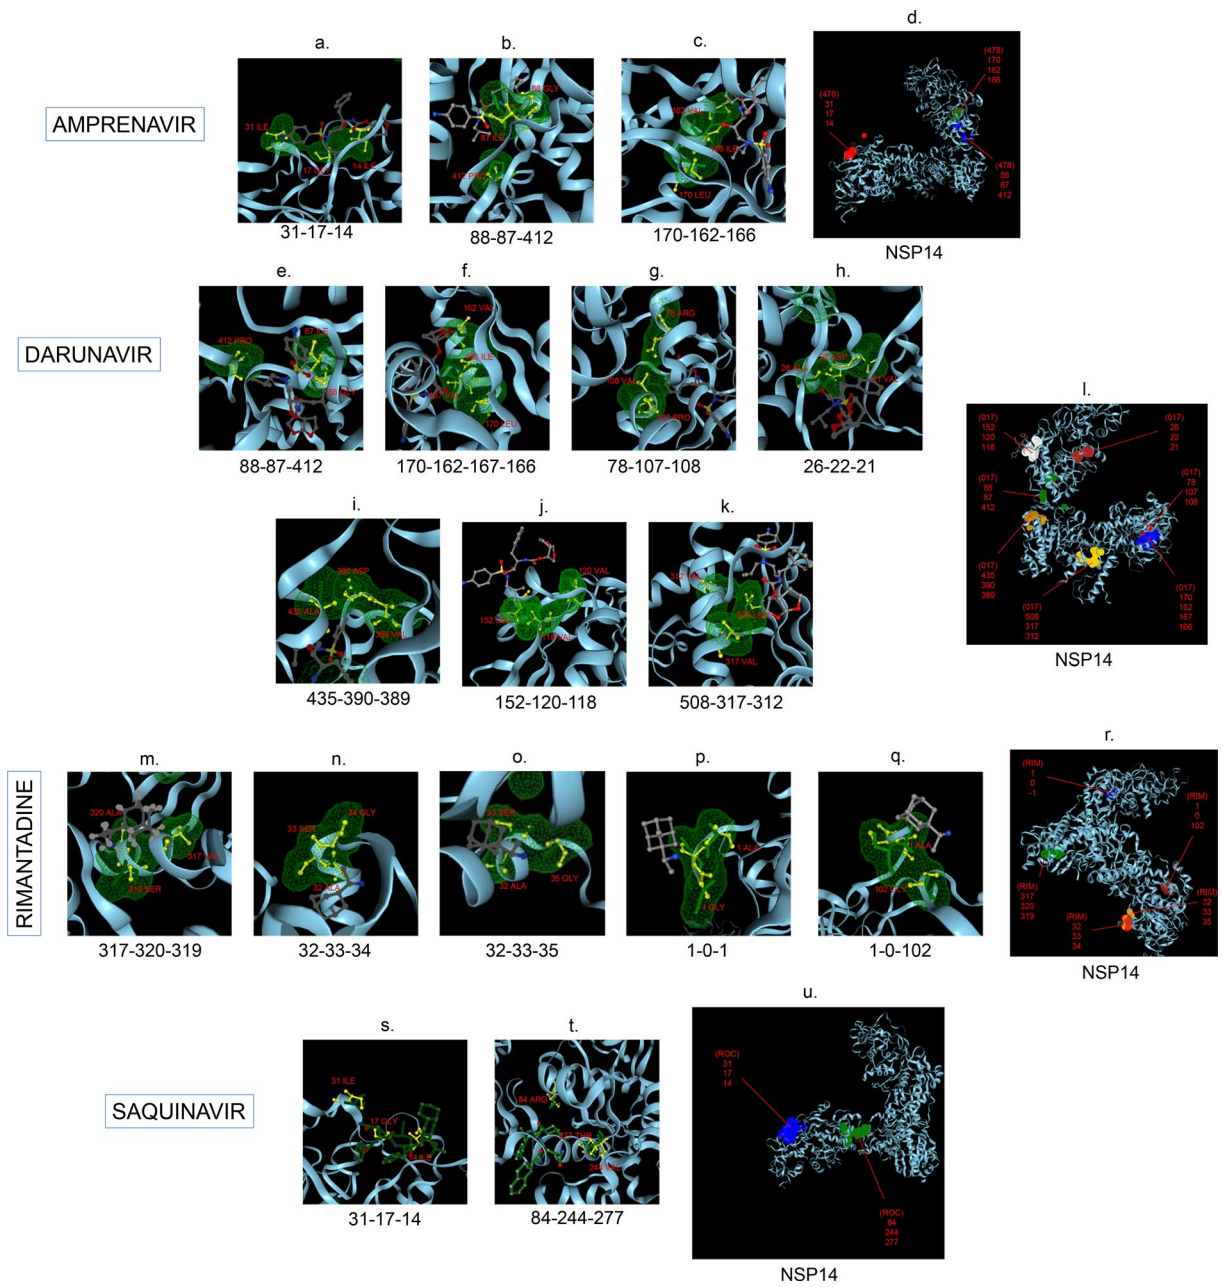 a.
b.
c.
d.
AMPRENAVIR
31 ILE
14 ILE
88 GLY
87 ILE
412 PRO
162 VAL
170 LEU
(478)
170
162
166
(478)
31
17
14
(478)
88
87
412
31-17-14
88-87-412
170-162-166
NSP14
e.
f.
g.
h.
DARUNAVIR
412 PRO
87 ILE
162 VAL
170 LEU
78 ARG
108 VAL
88-87-412
170-162-167-166
78-107-108
26-22-21
i.
j.
k.
l.
435 ALA
389 VAL
120 VAL
317 VAL
(017)
152
120
118
(017)
26
22
21
(017)
88
87
412
(017)
78
107
108
(017)
435
390
389
(017)
508
317
312
(017)
170
162
167
166
435-390-389
152-120-118
508-317-312
NSP14
m.
n.
o.
p.
q.
r.
RIMANTADINE
320 ALA
317 VAL
33 SER
34 GLY
32 ALA
32 ALA
35 GLY
1 ALA
102 GLY
(RIM)
1
0
-1
(RIM)
1
0
102
(RIM)
317
320
319
(RIM)
32
33
34
(RIM)
32
33
35
317-320-319
32-33-34
32-33-35
1-0-1
1-0-102
NSP14
s.
t.
u.
SAQUINAVIR
31 ILE
17 GLY
84 ARG
277 THR
(ROC)
31
17
14
(ROC)
84
244
277
31-17-14
84-244-277
NSP14